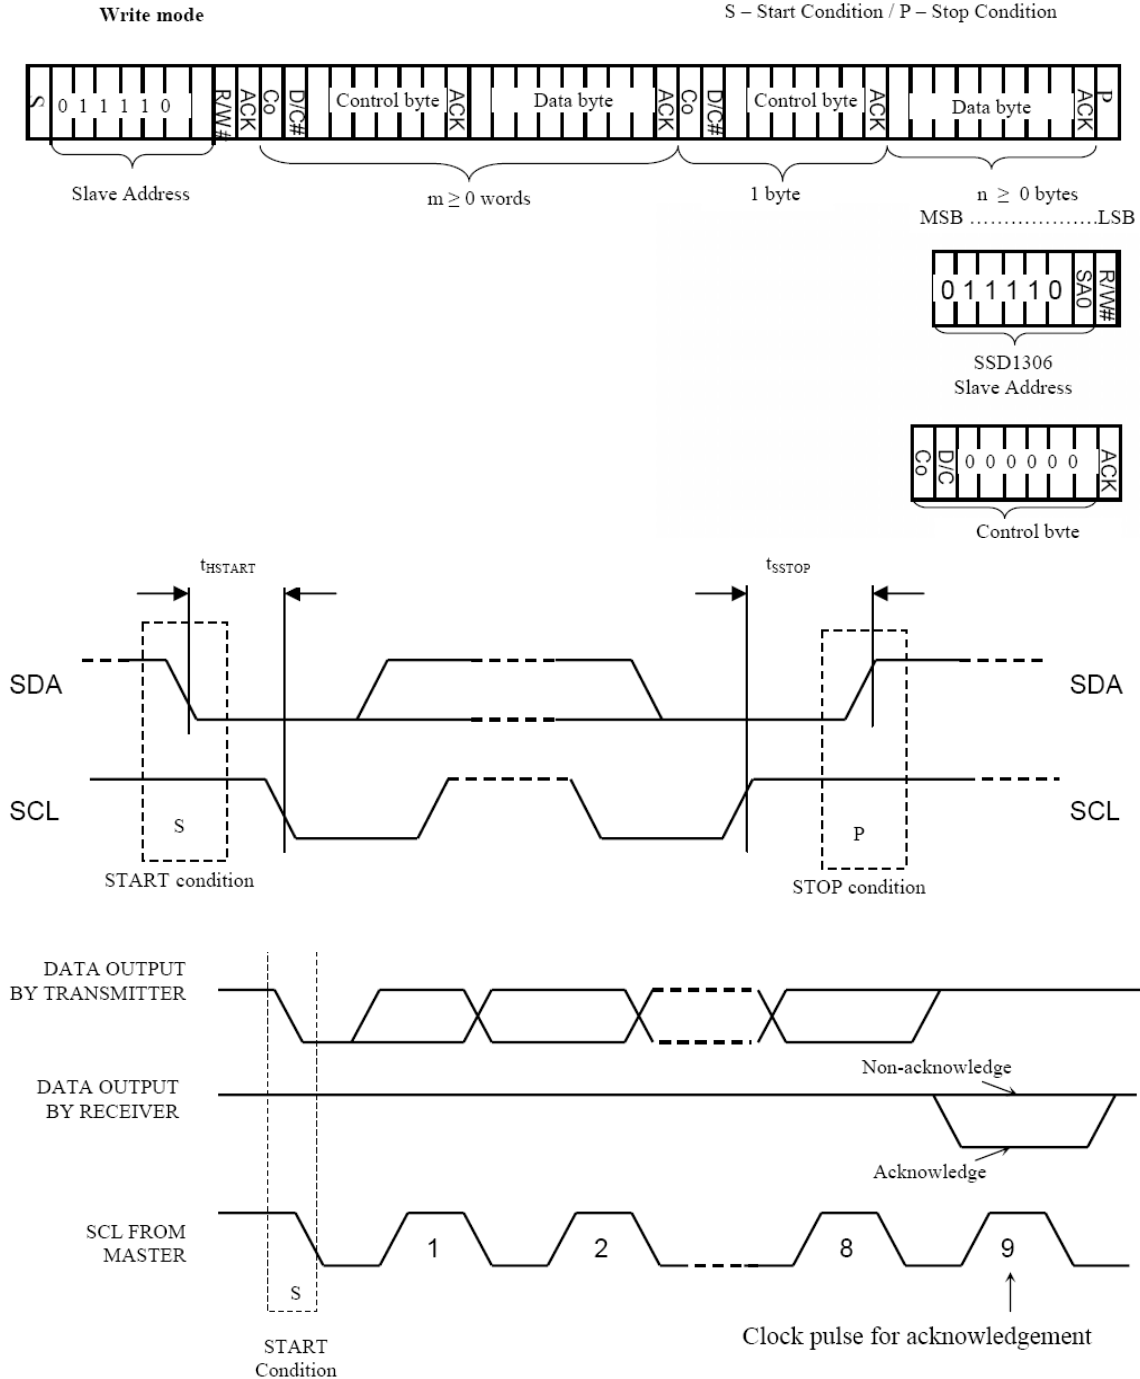 Write mode
S – Start Condition / P – Stop Condition
S 0 1 1 1 1 0 R/W# ACK Co D/C# Control byte ACK Data byte ACK Co D/C# Control byte ACK Data byte ACK P
Slave Address
m ≥ 0 words
1 byte
n ≥ 0 bytes
MSB ………………….LSB
0 1 1 1 1 0 SA0 R/W#
SSD1306
Slave Address
Co D/C 0 0 0 0 0 0 ACK
Control byte
tHSTART
tSSTOP
SDA
SDA
SCL
SCL
S
P
START condition
STOP condition
DATA OUTPUT
BY TRANSMITTER
Non-acknowledge
DATA OUTPUT
BY RECEIVER
Acknowledge
SCL FROM
MASTER
1 2 8 9
S
START
Condition
Clock pulse for acknowledgement